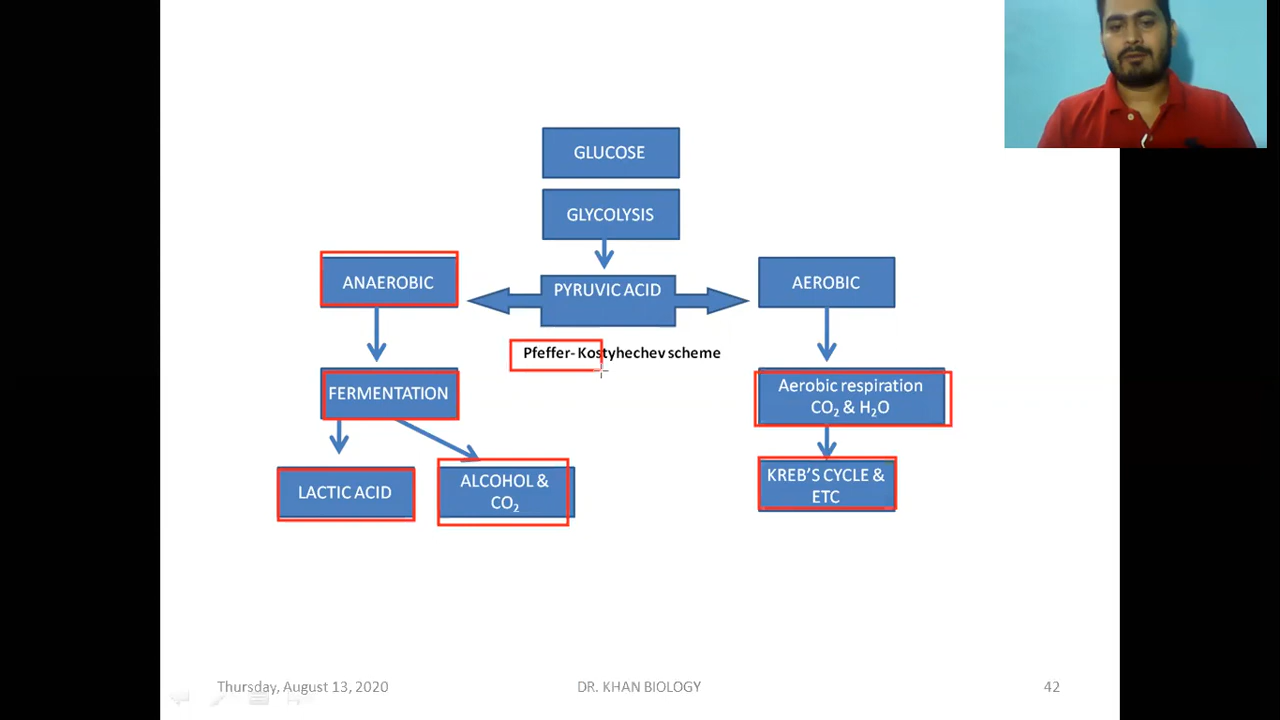 GLUCOSE
GLYCOLYSIS
ANAEROBIC
PYRUVIC ACID
AEROBIC
Pfeffer- Kostyhechev scheme
FERMENTATION
Aerobic respiration
CO₂ & H₂O
LACTIC ACID
ALCOHOL &
CO₂
KREB'S CYCLE &
ETC
Thursday, August 13, 2020
DR. KHAN BIOLOGY
42